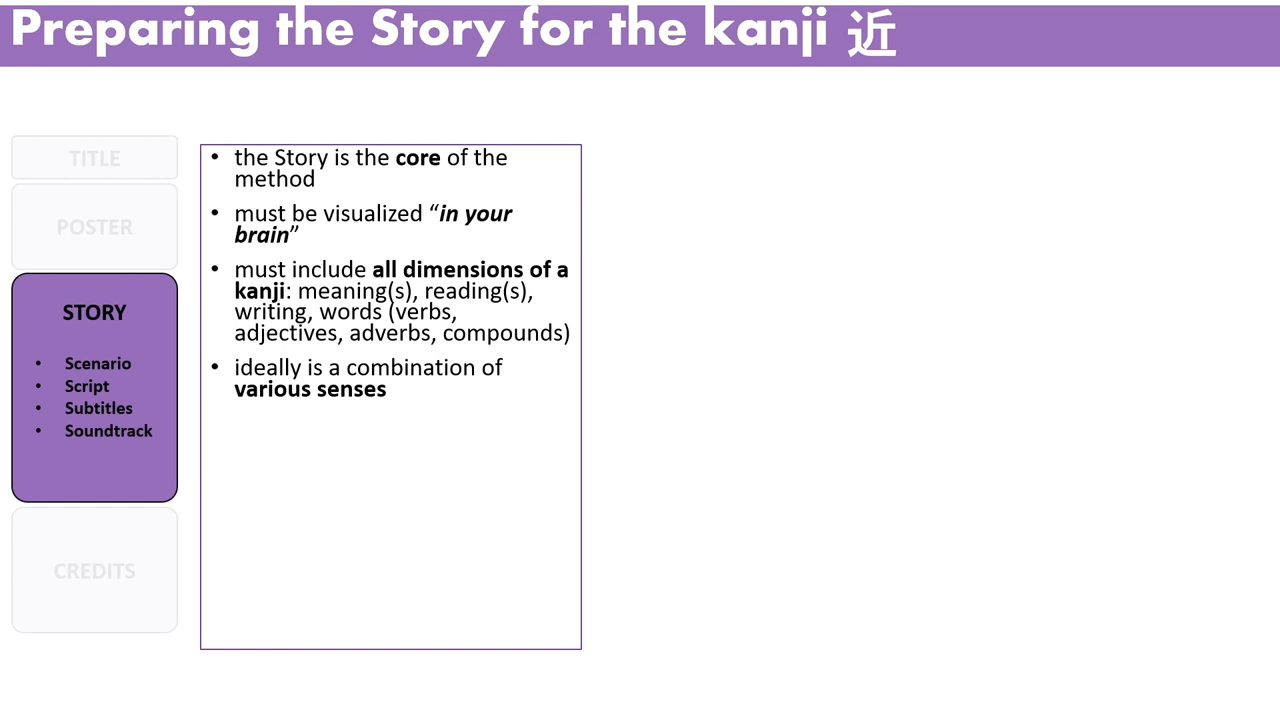 Preparing the Story for the kanji 近
TITLE
POSTER
STORY
• Scenario
• Script
• Subtitles
• Soundtrack
CREDITS
• the Story is the core of the
method
• must be visualized “in your
brain”
• must include all dimensions of a
kanji: meaning(s), reading(s),
writing, words (verbs,
adjectives, adverbs, compounds)
• ideally is a combination of
various senses